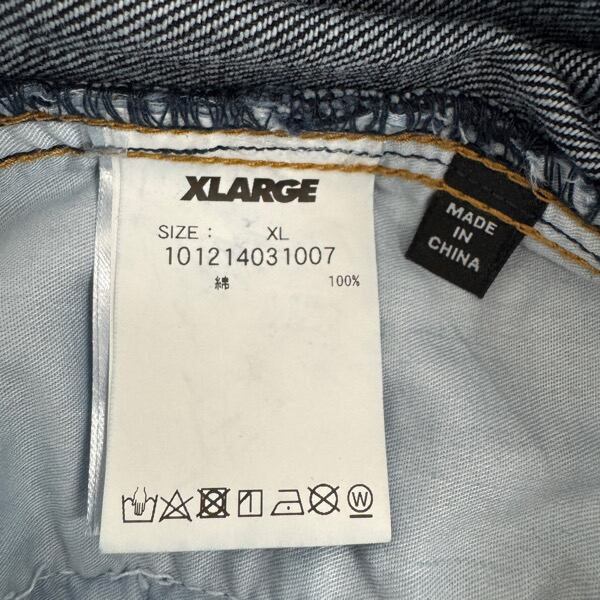 XLARGE
SIZE : XL
101214031007
綿 100%
W
MADE
IN
CHINA